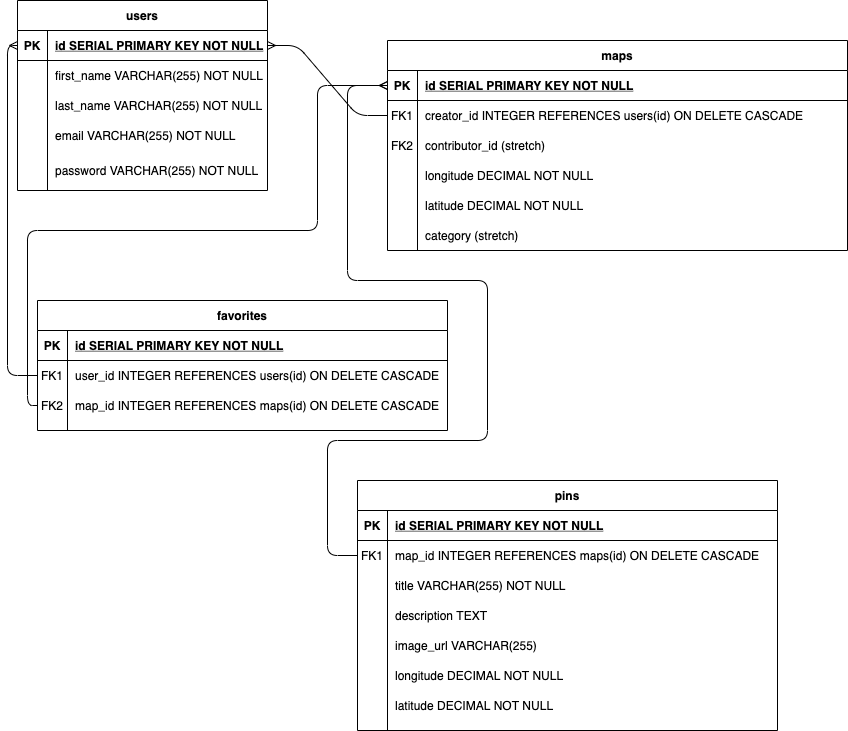 users
PK id SERIAL PRIMARY KEY NOT NULL
first_name VARCHAR(255) NOT NULL
last_name VARCHAR(255) NOT NULL
email VARCHAR(255) NOT NULL
password VARCHAR(255) NOT NULL
maps
PK id SERIAL PRIMARY KEY NOT NULL
FK1 creator_id INTEGER REFERENCES users(id) ON DELETE CASCADE
FK2 contributor_id (stretch)
longitude DECIMAL NOT NULL
latitude DECIMAL NOT NULL
category (stretch)
favorites
PK id SERIAL PRIMARY KEY NOT NULL
FK1 user_id INTEGER REFERENCES users(id) ON DELETE CASCADE
FK2 map_id INTEGER REFERENCES maps(id) ON DELETE CASCADE
pins
PK id SERIAL PRIMARY KEY NOT NULL
FK1 map_id INTEGER REFERENCES maps(id) ON DELETE CASCADE
title VARCHAR(255) NOT NULL
description TEXT
image_url VARCHAR(255)
longitude DECIMAL NOT NULL
latitude DECIMAL NOT NULL